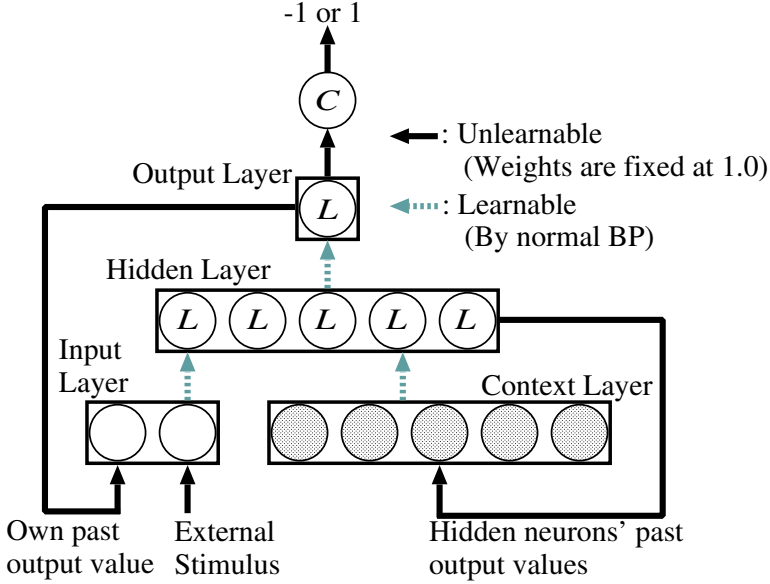 -1 or 1
C
: Unlearnable
(Weights are fixed at 1.0)
Output Layer
L
: Learnable
(By normal BP)
Hidden Layer
L L L L L
Input
Layer
Context Layer
Own past
output value
External
Stimulus
Hidden neurons' past
output values